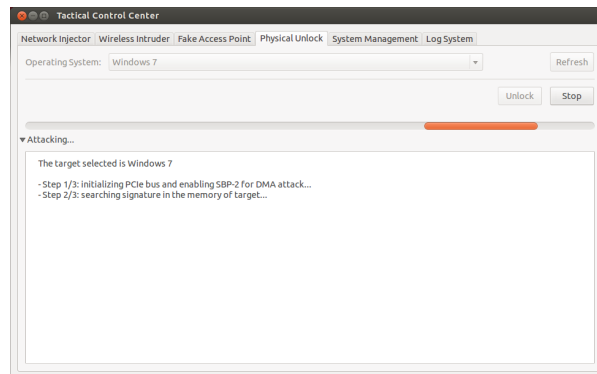 Tactical Control Center
Network Injector Wireless Intruder Fake Access Point Physical Unlock System Management Log System
Operating System: Windows 7 Refresh
Unlock Stop
Attacking...
The target selected is Windows 7
- Step 1/3: initializing PCIe bus and enabling SBP-2 for DMA attack...
- Step 2/3: searching signature in the memory of target...